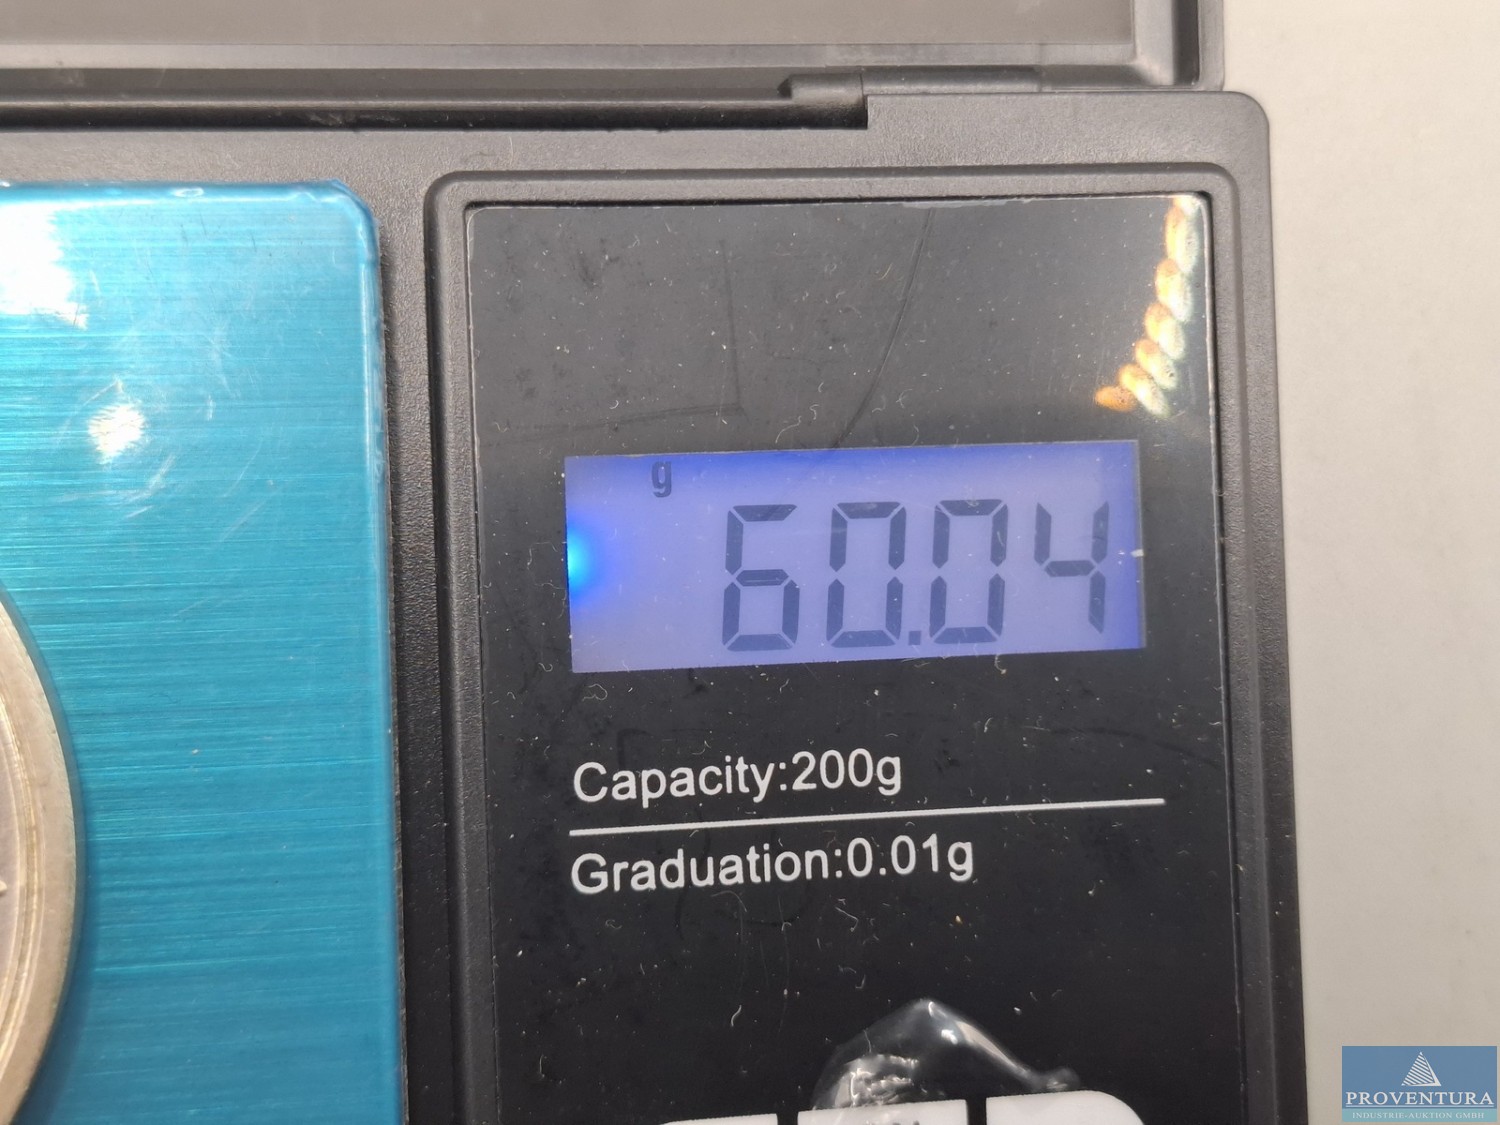 g
60.04
Capacity:200g
Graduation:0.01g
PROVENTURA
INDUSTRIE-AUKTION GMBH